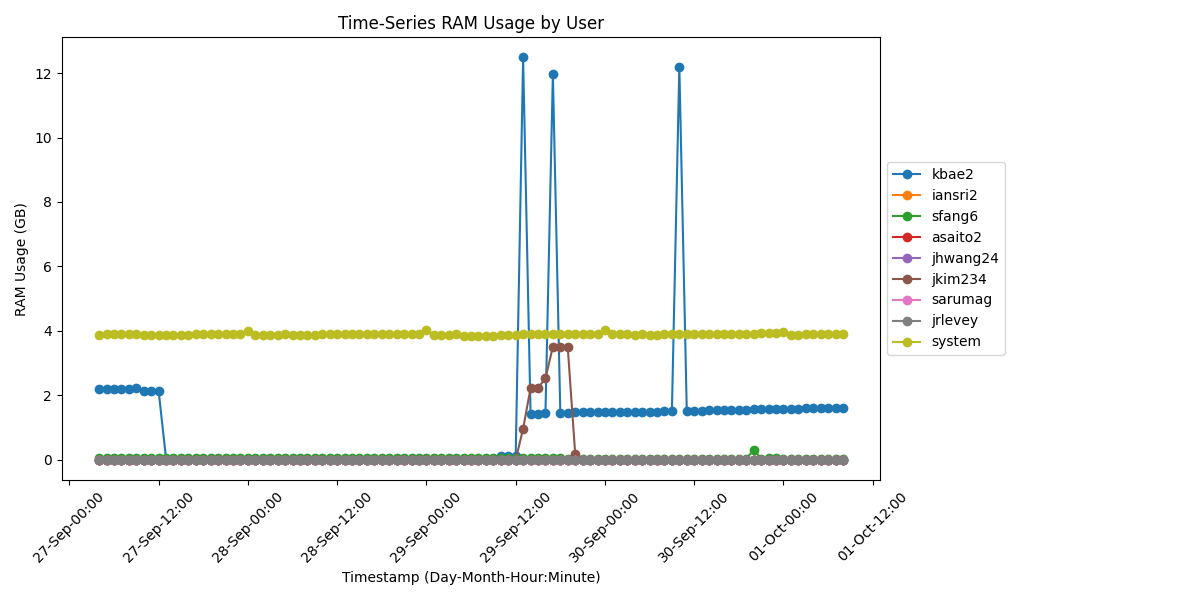 Time-Series RAM Usage by User
RAM Usage (GB)
12
10
8
6
4
2
0
27-Sep-00:00
27-Sep-12:00
28-Sep-00:00
28-Sep-12:00
29-Sep-00:00
29-Sep-12:00
30-Sep-00:00
30-Sep-12:00
01-Oct-00:00
01-Oct-12:00
Timestamp (Day-Month-Hour:Minute)
kbae2
iansri2
sfang6
asaito2
jhwang24
jkim234
sarumag
jrlevey
system